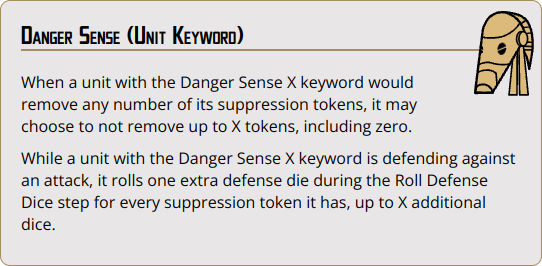 Danger Sense (Unit Keyword)
When a unit with the Danger Sense X keyword would
remove any number of its suppression tokens, it may
choose to not remove up to X tokens, including zero.
While a unit with the Danger Sense X keyword is defending against
an attack, it rolls one extra defense die during the Roll Defense
Dice step for every suppression token it has, up to X additional
dice.